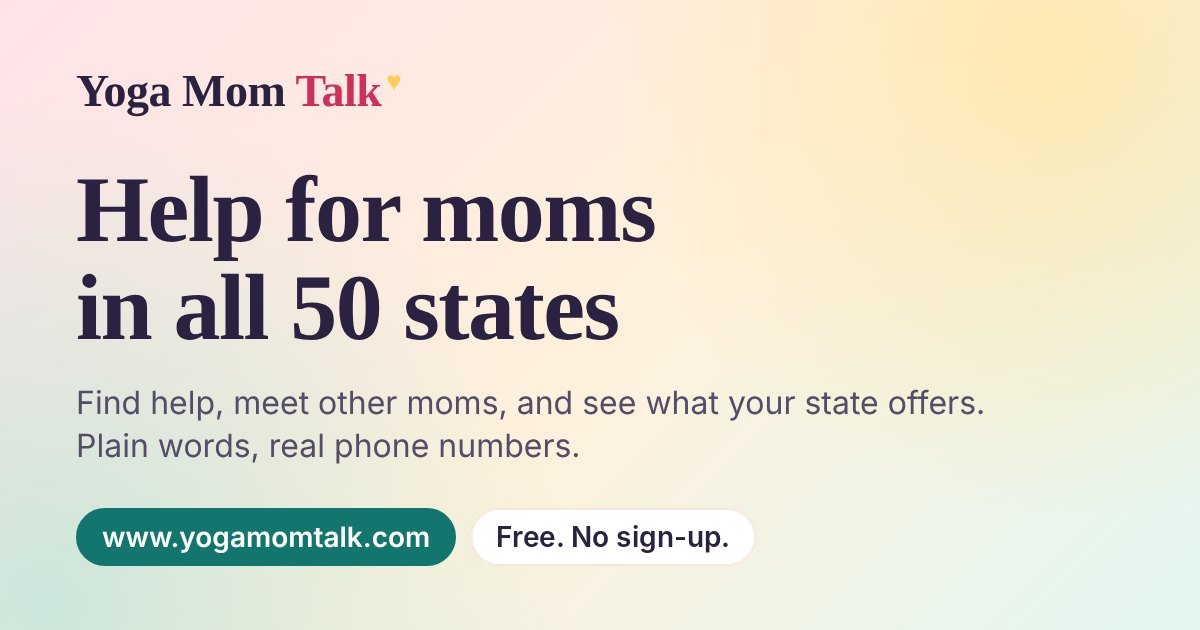 Yoga Mom Talk♥
Help for moms
in all 50 states
Find help, meet other moms, and see what your state offers.
Plain words, real phone numbers.
www.yogamomtalk.com
Free. No sign-up.